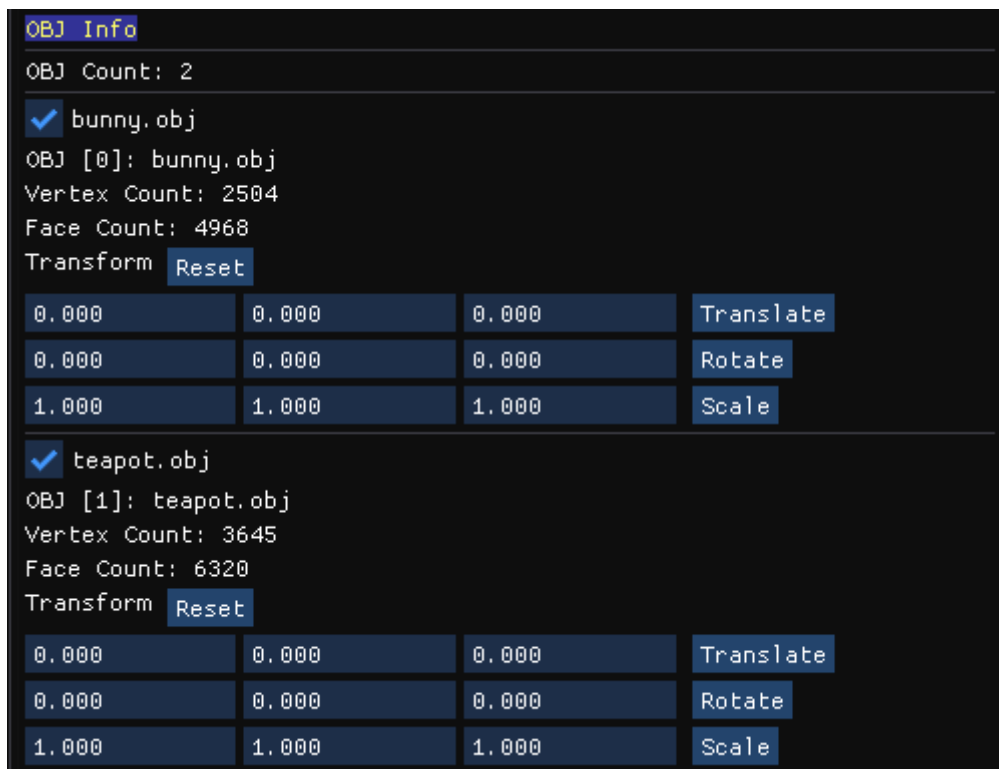 OBJ Info
OBJ Count: 2
bunny.obj
OBJ [0]: bunny.obj
Vertex Count: 2504
Face Count: 4968
Transform Reset
0.000 0.000 0.000 Translate
0.000 0.000 0.000 Rotate
1.000 1.000 1.000 Scale
teapot.obj
OBJ [1]: teapot.obj
Vertex Count: 3645
Face Count: 6320
Transform Reset
0.000 0.000 0.000 Translate
0.000 0.000 0.000 Rotate
1.000 1.000 1.000 Scale